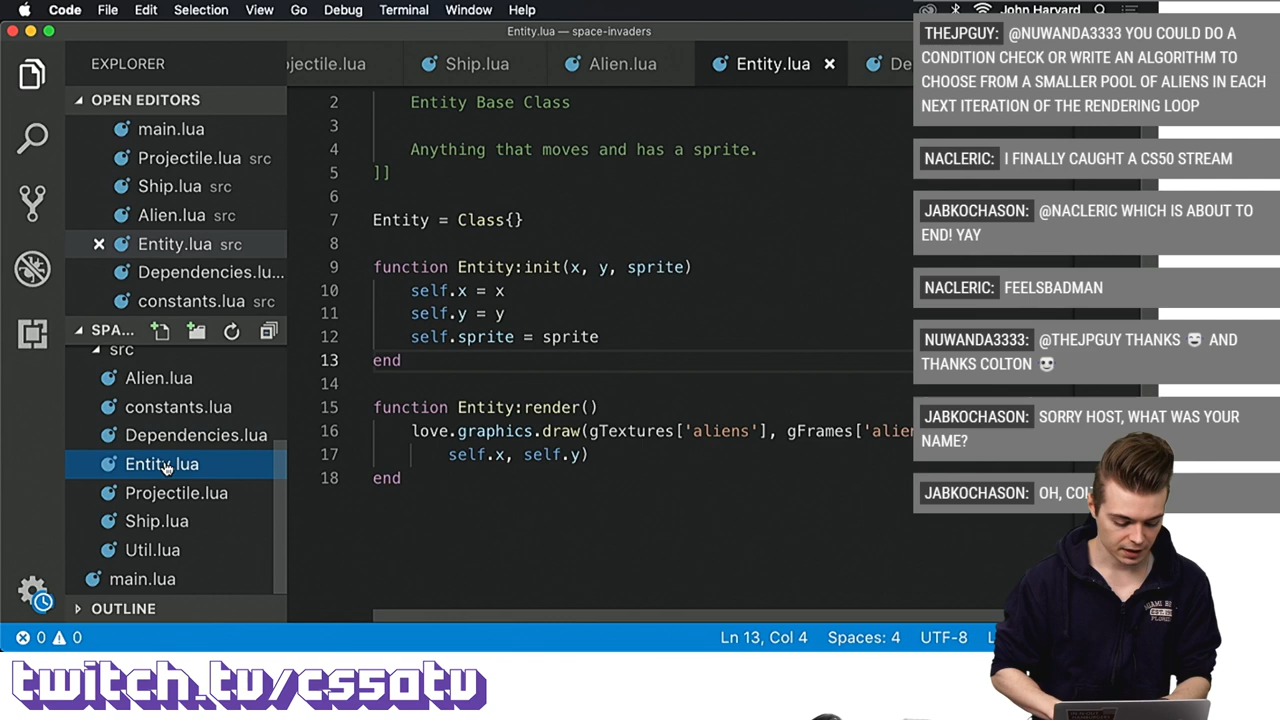 Code File Edit Selection View Go Debug Terminal Window Help John Harvard
Entity.lua — space-invaders
EXPLORER
OPEN EDITORS
main.lua
Projectile.lua src
Ship.lua src
Alien.lua src
Entity.lua src
Dependencies.lu...
constants.lua src
SPA...
src
Alien.lua
constants.lua
Dependencies.lua
Entity.lua
Projectile.lua
Ship.lua
Util.lua
main.lua
OUTLINE
ojectile.lua Ship.lua Alien.lua Entity.lua De
2 Entity Base Class
3
4 Anything that moves and has a sprite.
5 ]]
6
7 Entity = Class{}
8
9 function Entity:init(x, y, sprite)
10 self.x = x
11 self.y = y
12 self.sprite = sprite
13 end
14
15 function Entity:render()
16 love.graphics.draw(gTextures['aliens'], gFrames['alien
17 self.x, self.y)
18 end
0 0 Ln 13, Col 4 Spaces: 4 UTF-8 L
THEJPGUY: @NUWANDA3333 YOU COULD DO A
CONDITION CHECK OR WRITE AN ALGORITHM TO
CHOOSE FROM A SMALLER POOL OF ALIENS IN EACH
NEXT ITERATION OF THE RENDERING LOOP
NACLERIC: I FINALLY CAUGHT A CS50 STREAM
JABKOCHASON: @NACLERIC WHICH IS ABOUT TO
END! YAY
NACLERIC: FEELSBADMAN
NUWANDA3333: @THEJPGUY THANKS AND
THANKS COLTON
JABKOCHASON: SORRY HOST, WHAT WAS YOUR
NAME?
JABKOCHASON: OH, COL
twitch.tv/cs50tv